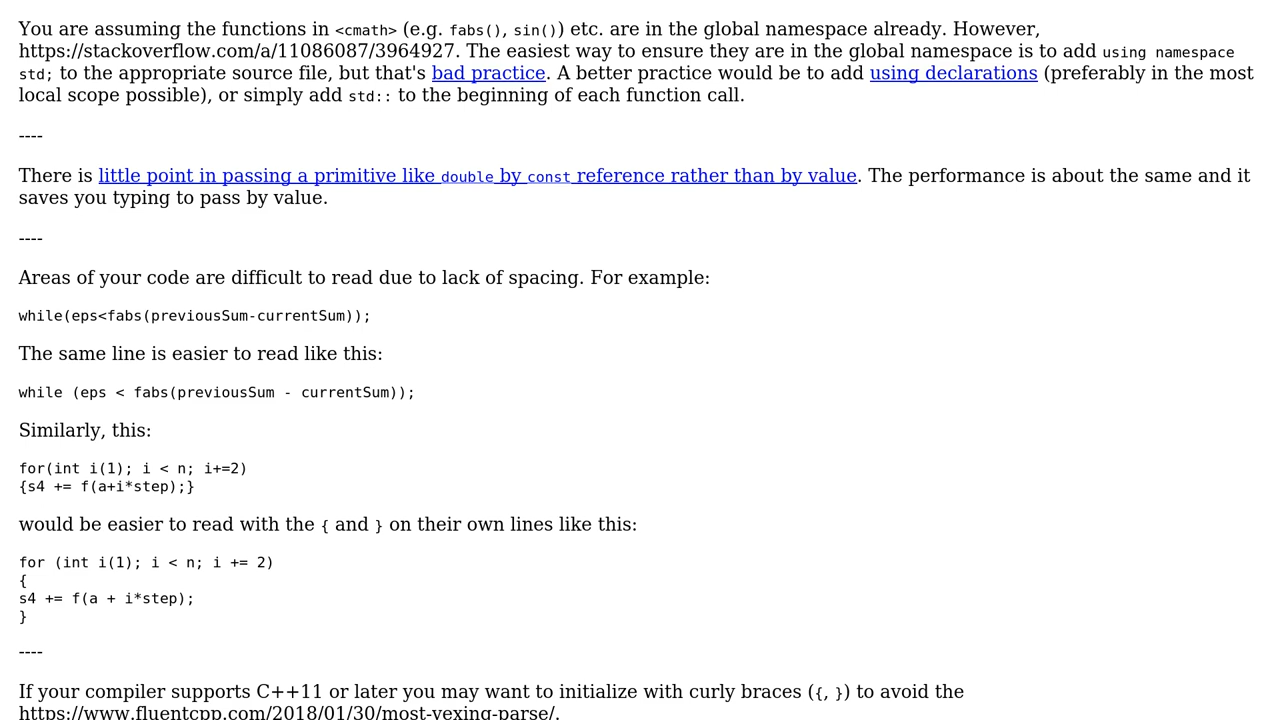 You are assuming the functions in <cmath> (e.g. fabs(), sin()) etc. are in the global namespace already. However,
https://stackoverflow.com/a/11086087/3964927. The easiest way to ensure they are in the global namespace is to add using namespace
std; to the appropriate source file, but that's bad practice. A better practice would be to add using declarations (preferably in the most
local scope possible), or simply add std:: to the beginning of each function call.
----
There is little point in passing a primitive like double by const reference rather than by value. The performance is about the same and it
saves you typing to pass by value.
----
Areas of your code are difficult to read due to lack of spacing. For example:
while(eps<fabs(previousSum-currentSum));
The same line is easier to read like this:
while (eps < fabs(previousSum - currentSum));
Similarly, this:
for(int i(1); i < n; i+=2)
{s4 += f(a+i*step);}
would be easier to read with the { and } on their own lines like this:
for (int i(1); i < n; i += 2)
{
s4 += f(a + i*step);
}
----
If your compiler supports C++11 or later you may want to initialize with curly braces ({, }) to avoid the
https://www.fluentcpp.com/2018/01/30/most-vexing-parse/.